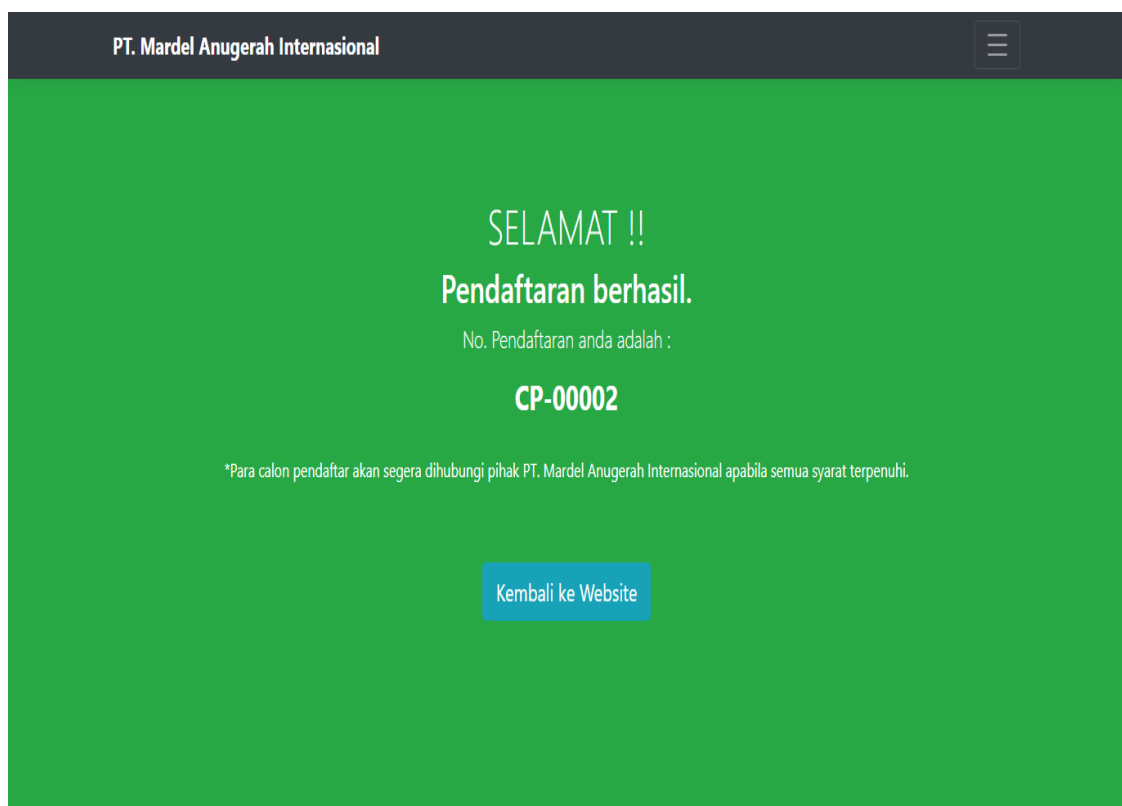 PT. Mardel Anugerah Internasional
SELAMAT !!
Pendaftaran berhasil.
No. Pendaftaran anda adalah :
CP-00002
*Para calon pendaftar akan segera dihubungi pihak PT. Mardel Anugerah Internasional apabila semua syarat terpenuhi.
Kembali ke Website